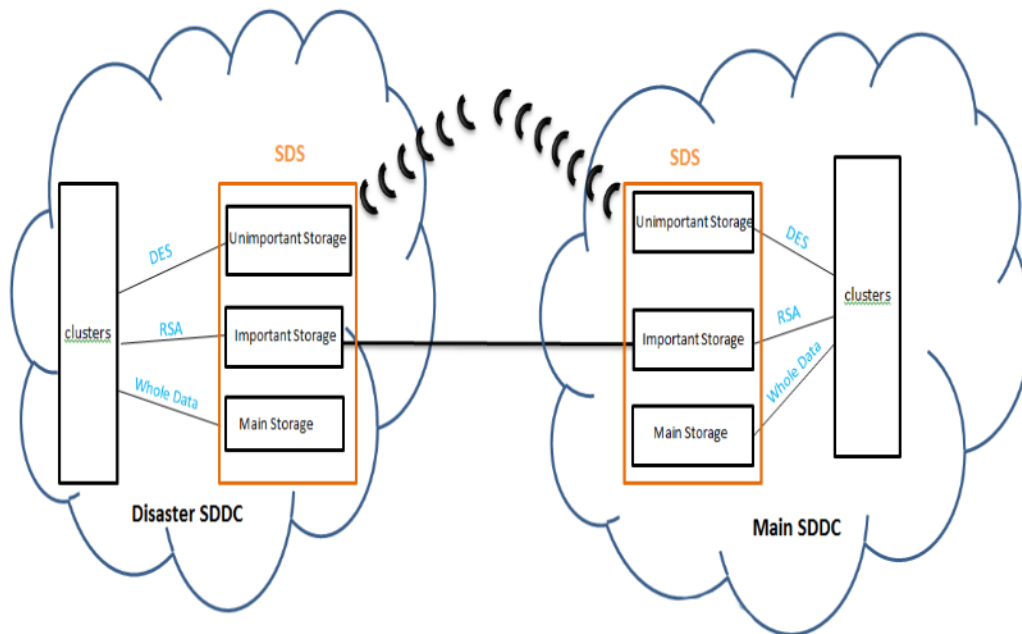 SDS
Unimportant Storage
DES
clusters
RSA
Important Storage
Whole Data
Main Storage
Disaster SDDC
SDS
Unimportant Storage
DES
clusters
RSA
Important Storage
Whole Data
Main Storage
Main SDDC